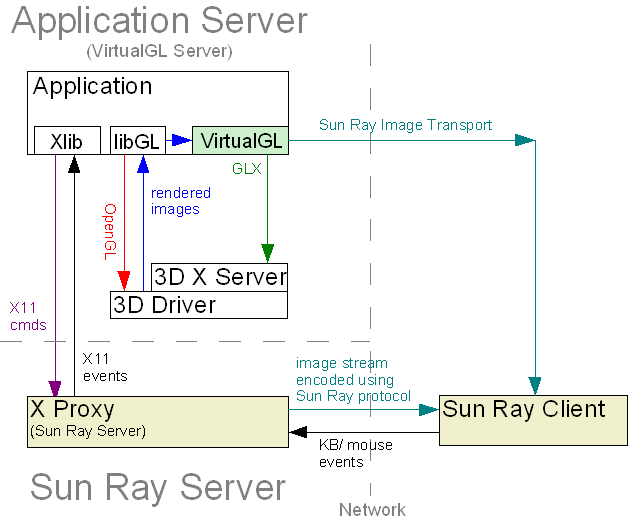 Application Server
(VirtualGL Server)
Application
Xlib
libGL
VirtualGL
Sun Ray Image Transport
GLX
rendered
images
OpenGL
3D X Server
3D Driver
X11
cmds
X11
events
image stream
encoded using
Sun Ray protocol
X Proxy
(Sun Ray Server)
Sun Ray Client
KB/ mouse
events
Sun Ray Server
Network